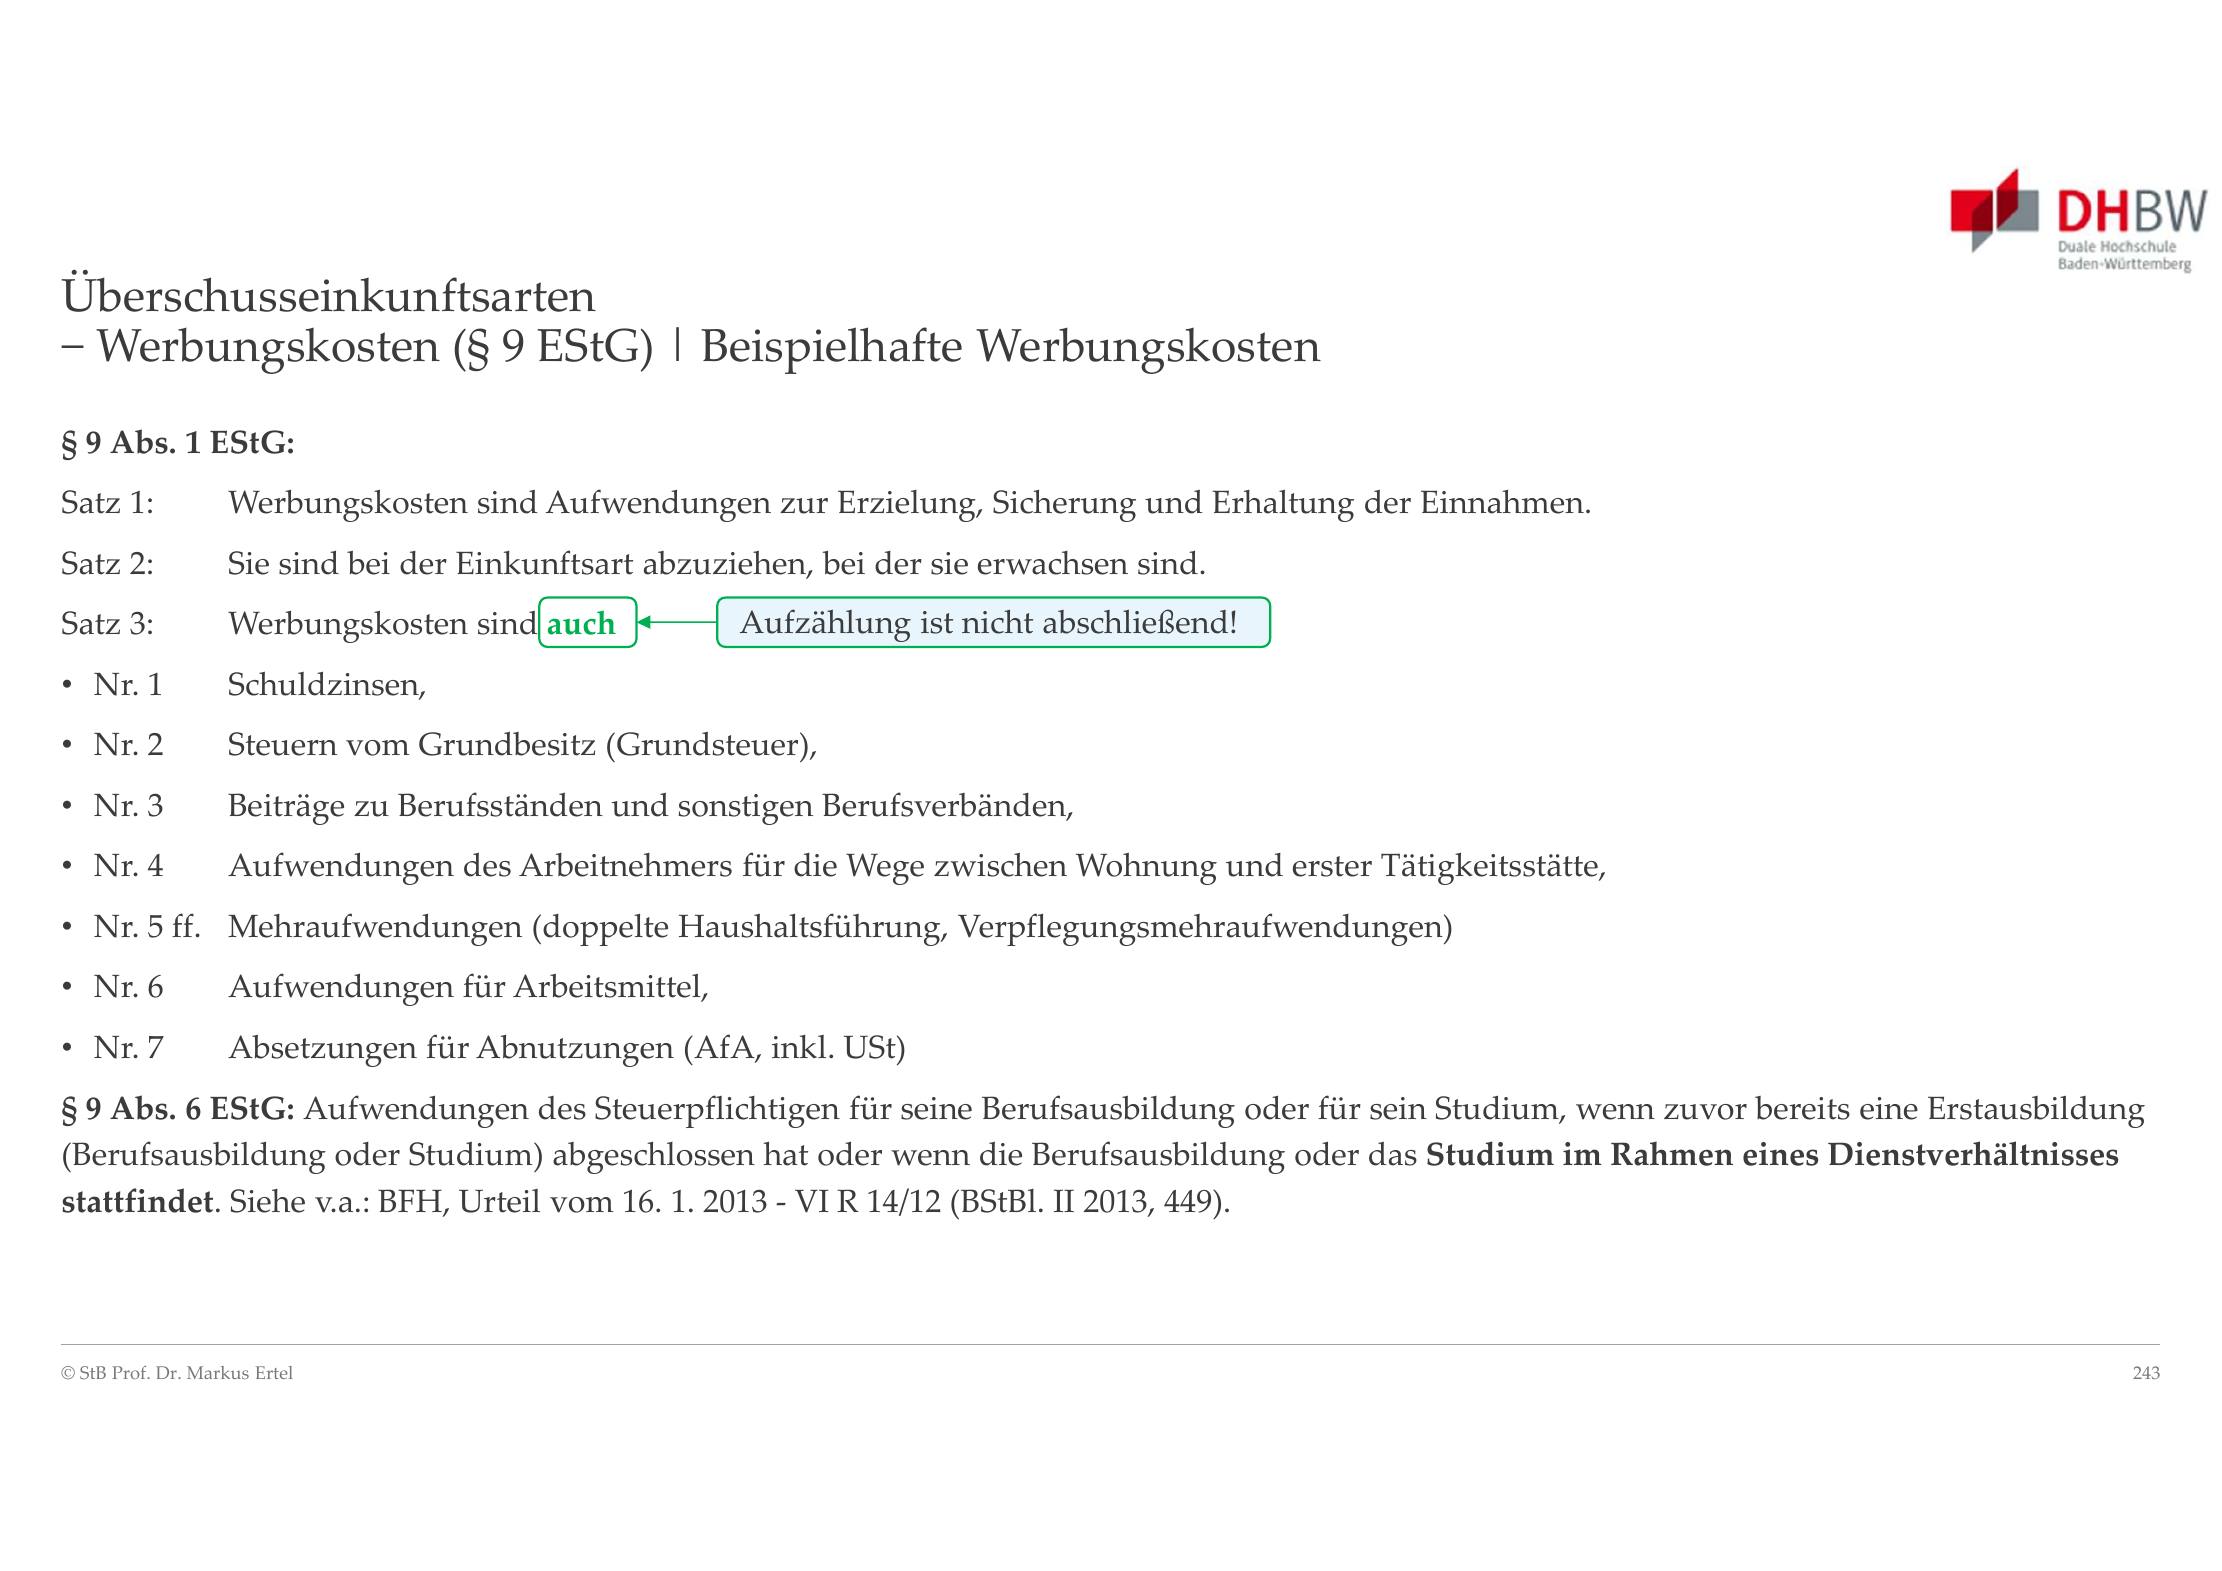 DHBW
Duale Hochschule
Baden-Württemberg
Überschusseinkunftsarten
– Werbungskosten (§ 9 EStG) | Beispielhafte Werbungskosten
§ 9 Abs. 1 EStG:
Satz 1: Werbungskosten sind Aufwendungen zur Erzielung, Sicherung und Erhaltung der Einnahmen.
Satz 2: Sie sind bei der Einkunftsart abzuziehen, bei der sie erwachsen sind.
Satz 3: Werbungskosten sind auch Aufzählung ist nicht abschließend!
• Nr. 1 Schuldzinsen,
• Nr. 2 Steuern vom Grundbesitz (Grundsteuer),
• Nr. 3 Beiträge zu Berufsständen und sonstigen Berufsverbänden,
• Nr. 4 Aufwendungen des Arbeitnehmers für die Wege zwischen Wohnung und erster Tätigkeitsstätte,
• Nr. 5 ff. Mehraufwendungen (doppelte Haushaltsführung, Verpflegungsmehraufwendungen)
• Nr. 6 Aufwendungen für Arbeitsmittel,
• Nr. 7 Absetzungen für Abnutzungen (AfA, inkl. USt)
§ 9 Abs. 6 EStG: Aufwendungen des Steuerpflichtigen für seine Berufsausbildung oder für sein Studium, wenn zuvor bereits eine Erstausbildung
(Berufsausbildung oder Studium) abgeschlossen hat oder wenn die Berufsausbildung oder das Studium im Rahmen eines Dienstverhältnisses
stattfindet. Siehe v.a.: BFH, Urteil vom 16. 1. 2013 - VI R 14/12 (BStBl. II 2013, 449).
© StB Prof. Dr. Markus Ertel
243